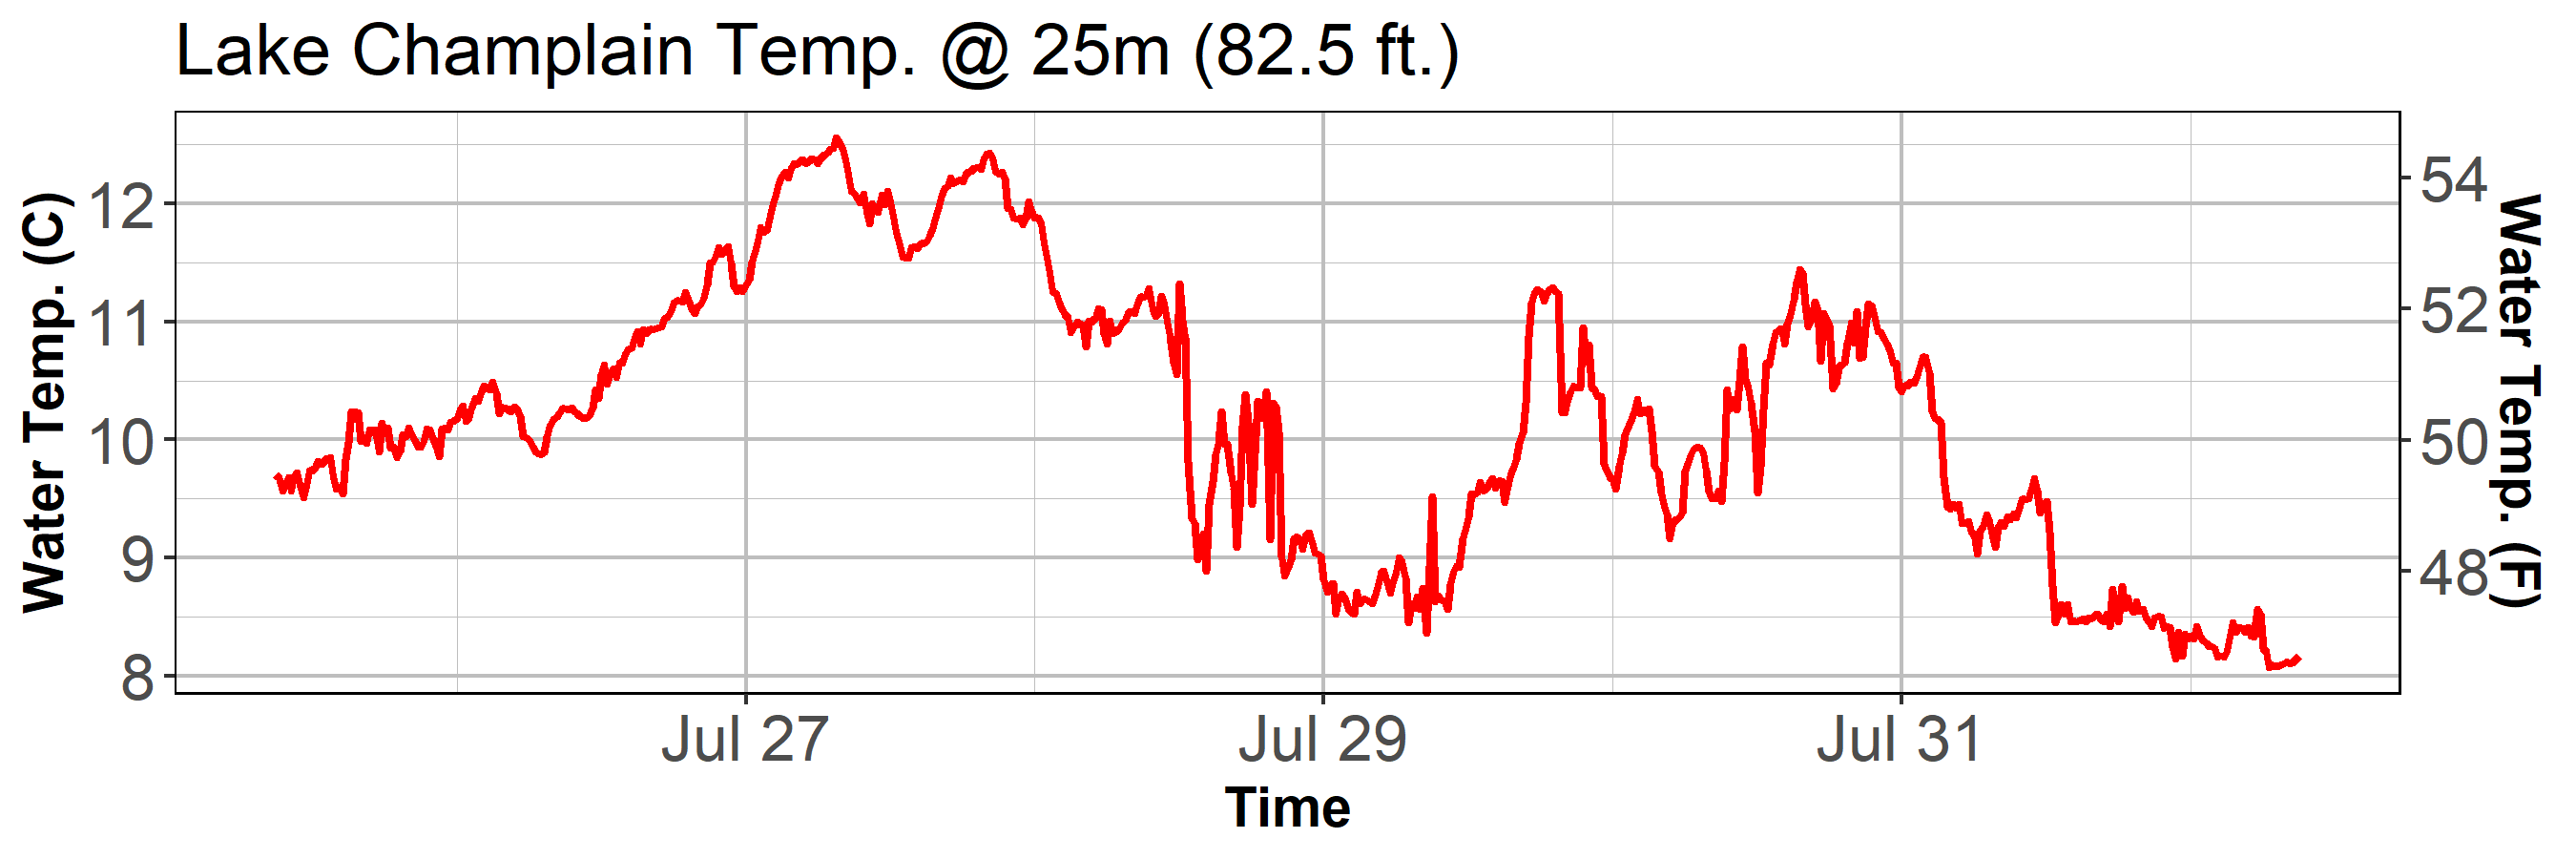 Lake Champlain Temp. @ 25m (82.5 ft.)
Water Temp. (C)
12
11
10
9
8
54
52
50
48
Water Temp. (F)
Jul 27
Jul 29
Jul 31
Time